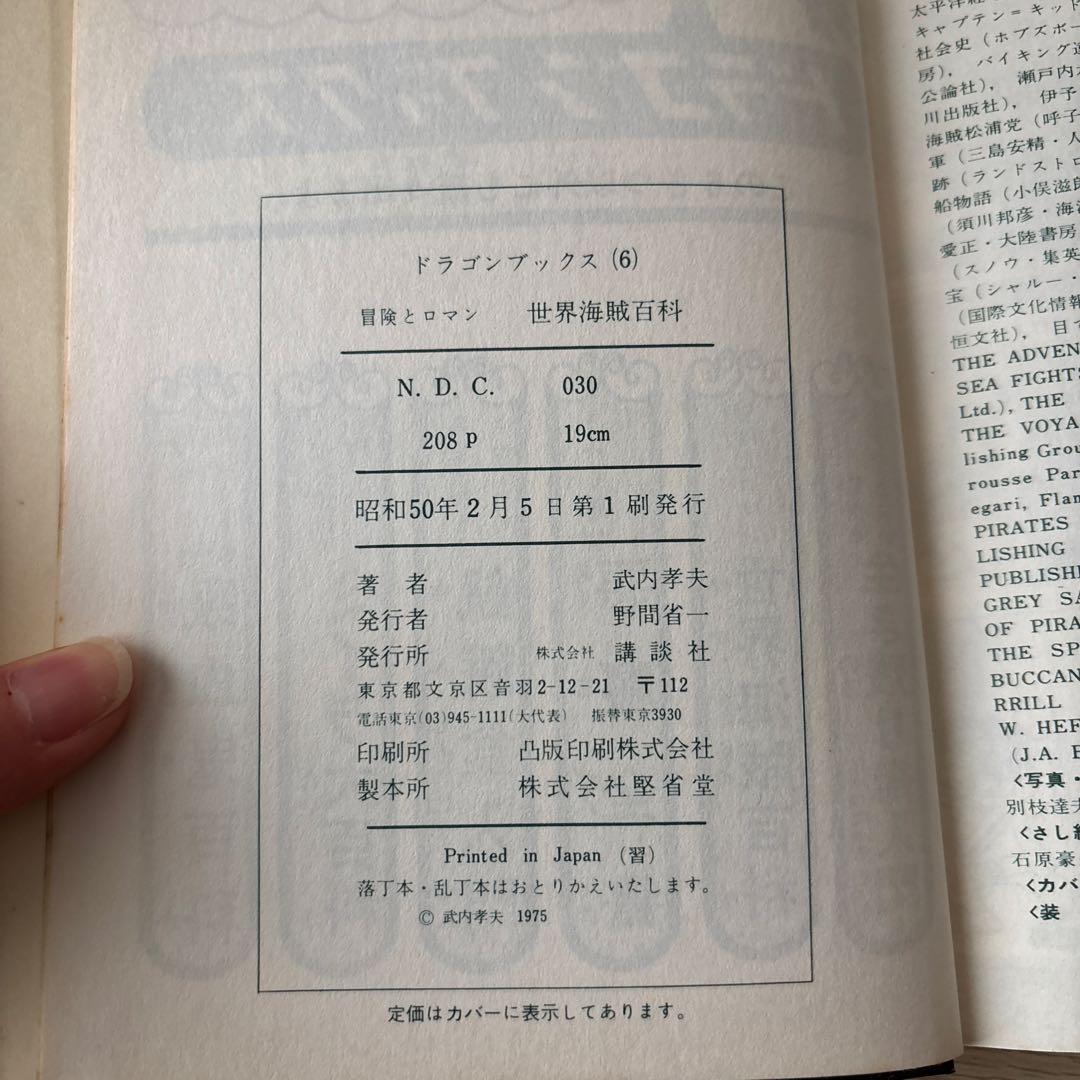 ドラゴンブックス (6)
冒険とロマン 世界海賊百科
N. D. C. 030
208 p 19cm
昭和50年2月5日第1刷発行
著者 武内孝夫
発行者 野間省一
発行所 株式会社 講談社
東京都文京区音羽2-12-21 〒112
電話東京(03)945-1111(大代表) 振替東京3930
印刷所 凸版印刷株式会社
製本所 株式会社堅省堂
Printed in Japan (習)
落丁本・乱丁本はおとりかえいたします。
© 武内孝夫 1975
定価はカバーに表示してあります。
キャプテン=キッド
社会史 (ホブズボー
房), バイキング
公論社), 瀬戸内
川出版社), 伊予
海賊松浦党 (呼子
軍 (三島安精・人
跡 (ランドストロ
船物語 (小俣滋郎
(須川邦彦・海洋
愛正・大陸書房
(スノウ・集英
宝 (シャルー・
(国際文化情報
恒文社), 目
THE ADVEN
SEA FIGHTS
Ltd.), THE
THE VOYA
lishing Grou
rousse Par
egari, Flam
PIRATES
LISHING
PUBLISHI
GREY SA
OF PIRA
THE SP
BUCCAN
RRILL
W. HEF
(J.A. B
〈写真・
別枝達夫
〈さし絵
石原豪
〈カバ
〈装